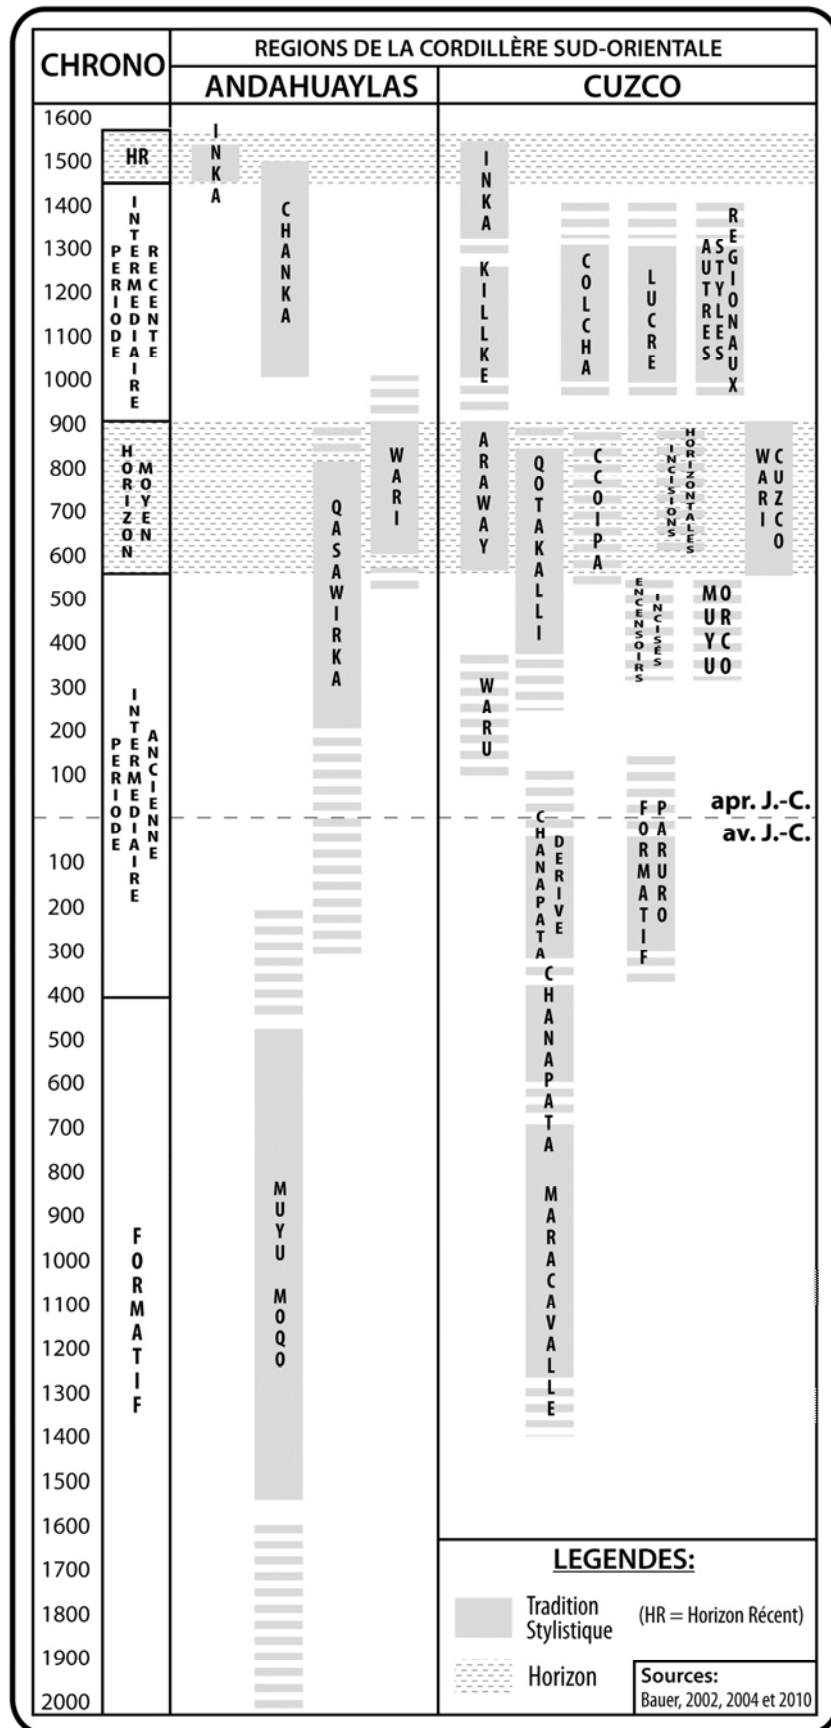 CHRONO
REGIONS DE LA CORDILLÈRE SUD-ORIENTALE
ANDAHUAYLAS
CUZCO
1600
1500
1400
1300
1200
1100
1000
900
800
700
600
500
400
300
200
100
100
200
300
400
500
600
700
800
900
1000
1100
1200
1300
1400
1500
1600
1700
1800
1900
2000
HR
PERIODE
INTERMEDIAIRE
RECENTE
HORIZON
MOYEN
PERIODE
INTERMEDIAIRE
ANCIENNE
FORMATIF
INKA
CHANKA
WARI
QASAWIRKA
MUYU MOQO
INKA
KILLKE
COLCHA
LUCRE
AUTRES
STYLES
REGIONAUX
ARAWAY
QOTAKALLI
CCOIPA
INCISIONS
HORIZONTALES
WARI
CUZCO
ENCENSOIRS
INCISÉS
MUYU
ORCO
WARU
apr. J.-C.
av. J.-C.
CHANAPATA
DERIVE
FORMATIF
PARURO
CHANAPATA
MARACAVALLE
LEGENDES:
Tradition
Stylistique
(HR = Horizon Récent)
Horizon
Sources:
Bauer, 2002, 2004 et 2010